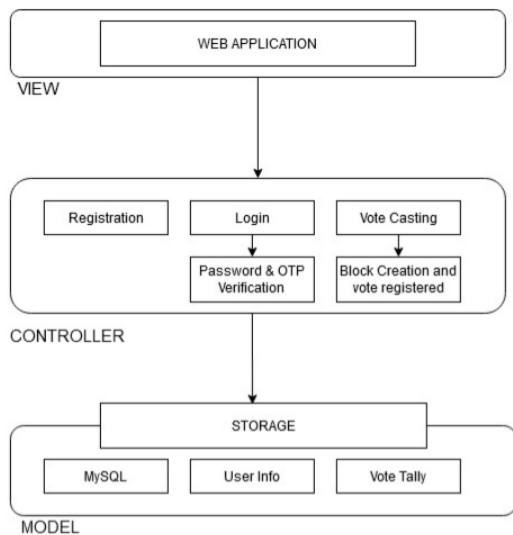 WEB APPLICATION
VIEW
Registration
Login
Vote Casting
Password & OTP
Verification
Block Creation and
vote registered
CONTROLLER
STORAGE
MySQL
User Info
Vote Tally
MODEL